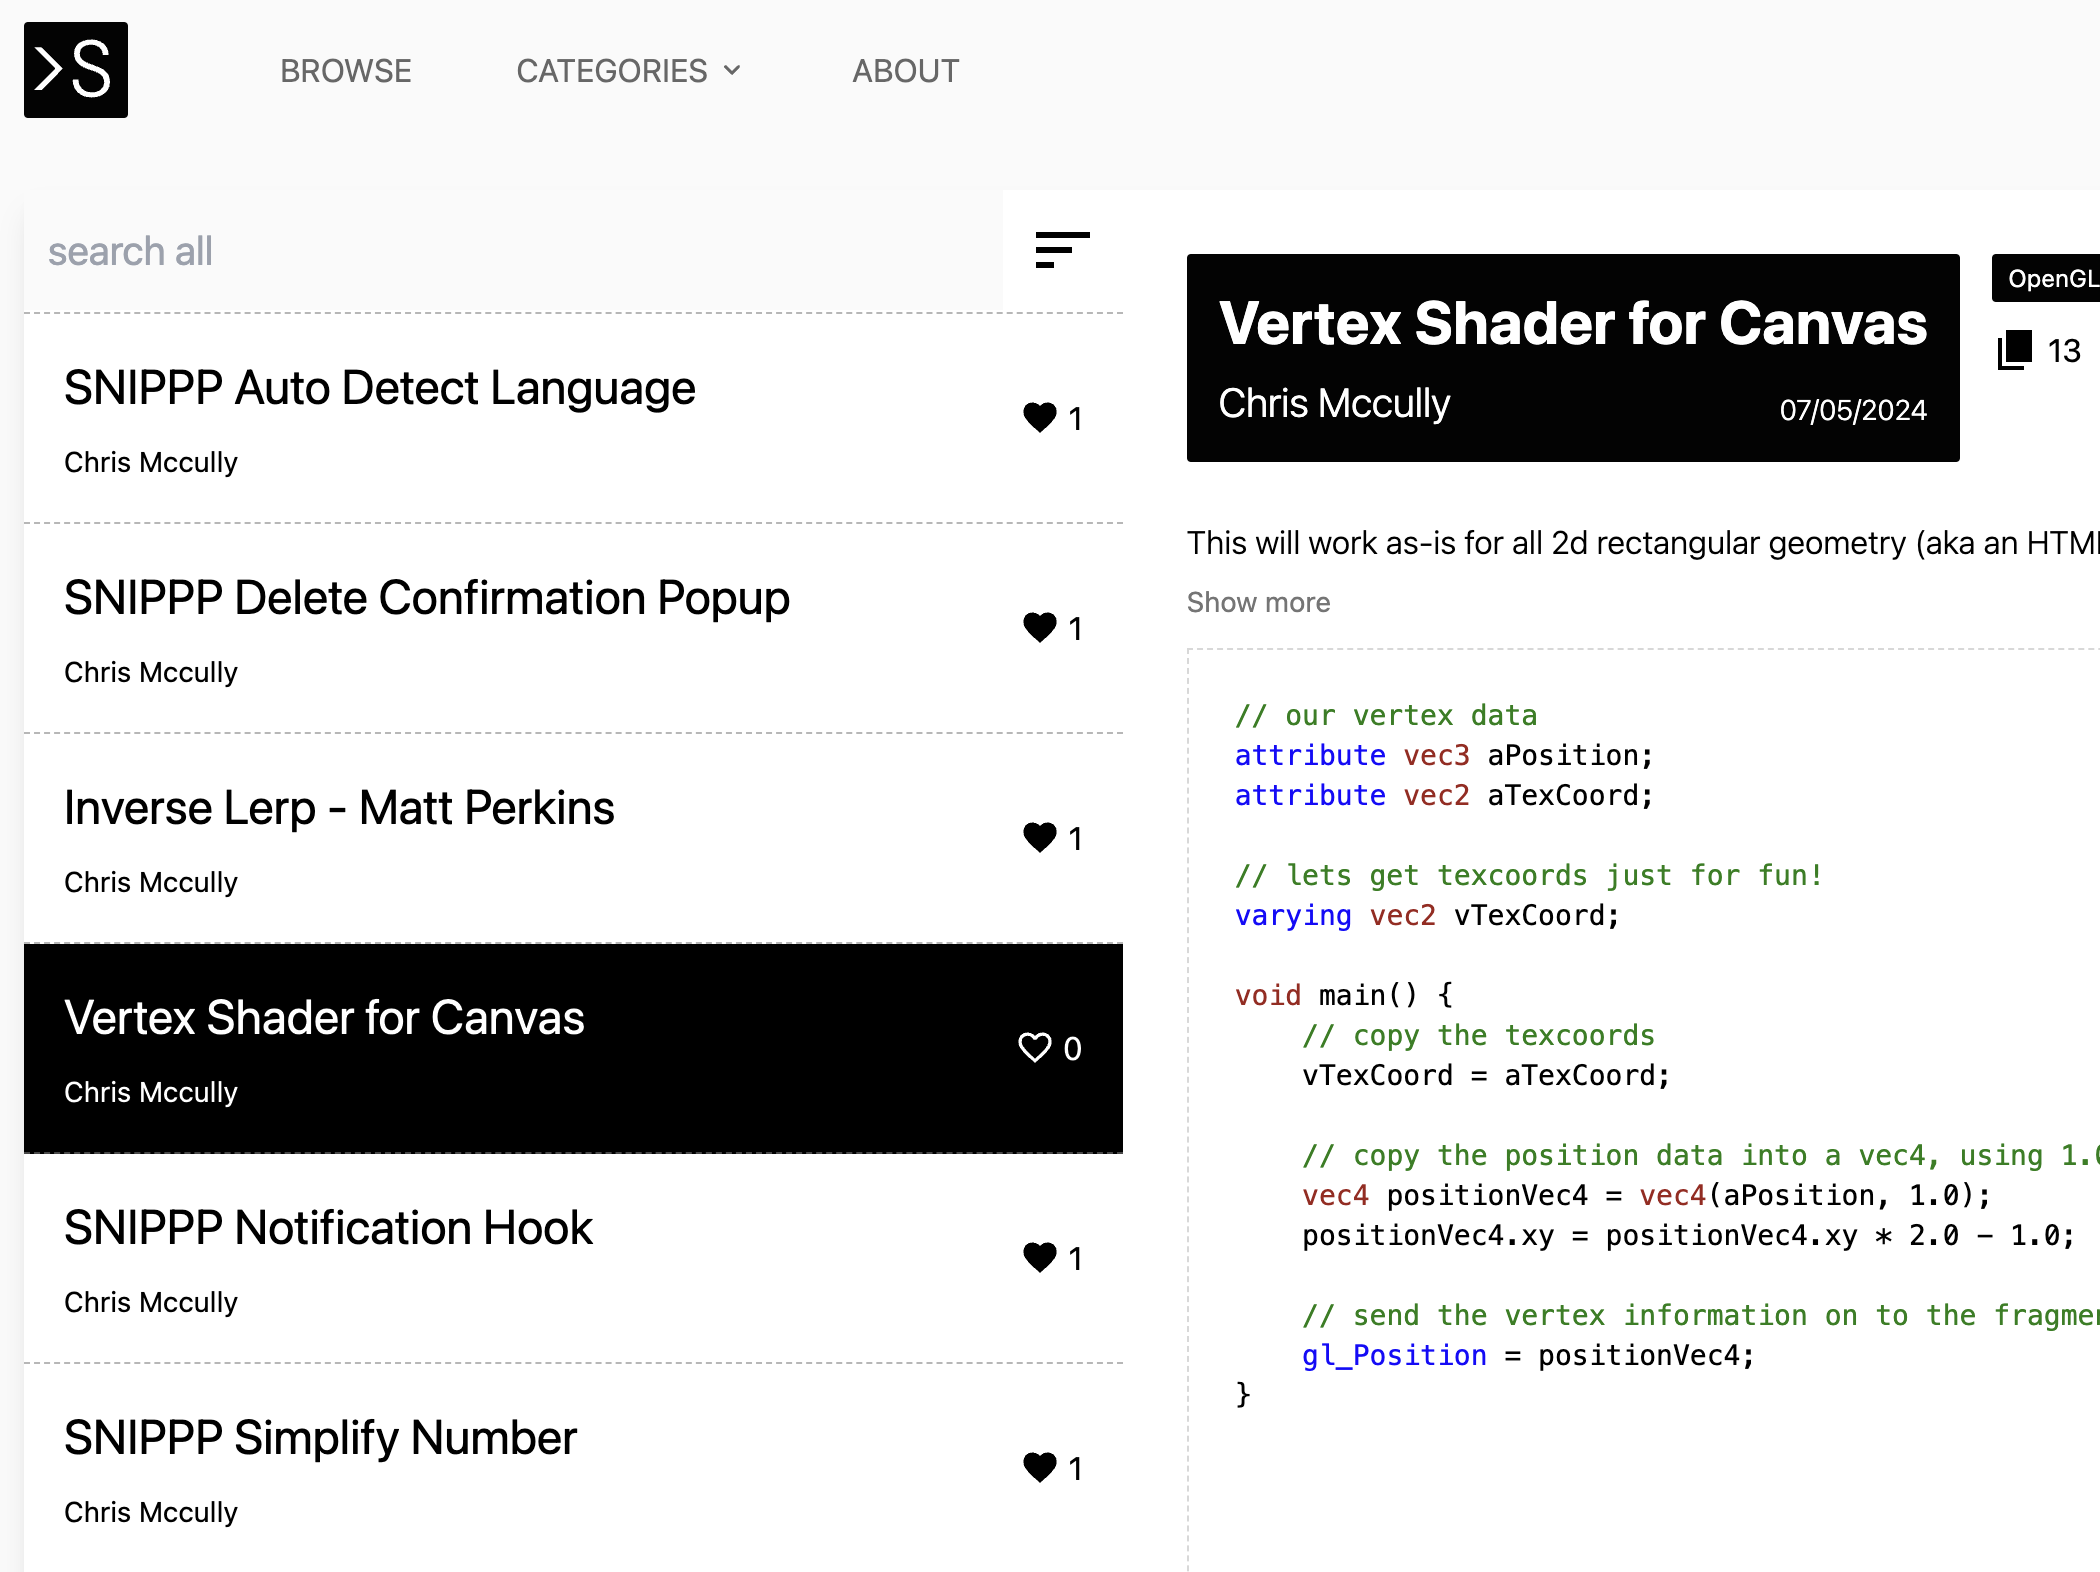 >S
BROWSE
CATEGORIES
ABOUT
search all
SNIPPP Auto Detect Language
Chris Mccully
1
SNIPPP Delete Confirmation Popup
Chris Mccully
1
Inverse Lerp - Matt Perkins
Chris Mccully
1
Vertex Shader for Canvas
Chris Mccully
0
SNIPPP Notification Hook
Chris Mccully
1
SNIPPP Simplify Number
Chris Mccully
1
Vertex Shader for Canvas
Chris Mccully
07/05/2024
OpenGL
13
This will work as-is for all 2d rectangular geometry (aka an
Show more
// our vertex data
attribute vec3 aPosition;
attribute vec2 aTexCoord;
// lets get texcoords just for fun!
varying vec2 vTexCoord;
void main() {
// copy the texcoords
vTexCoord = aTexCoord;
// copy the position data into a vec4, using 1.0
vec4 positionVec4 = vec4(aPosition, 1.0);
positionVec4.xy = positionVec4.xy * 2.0 - 1.0;
// send the vertex information on to the
gl_Position = positionVec4;
}